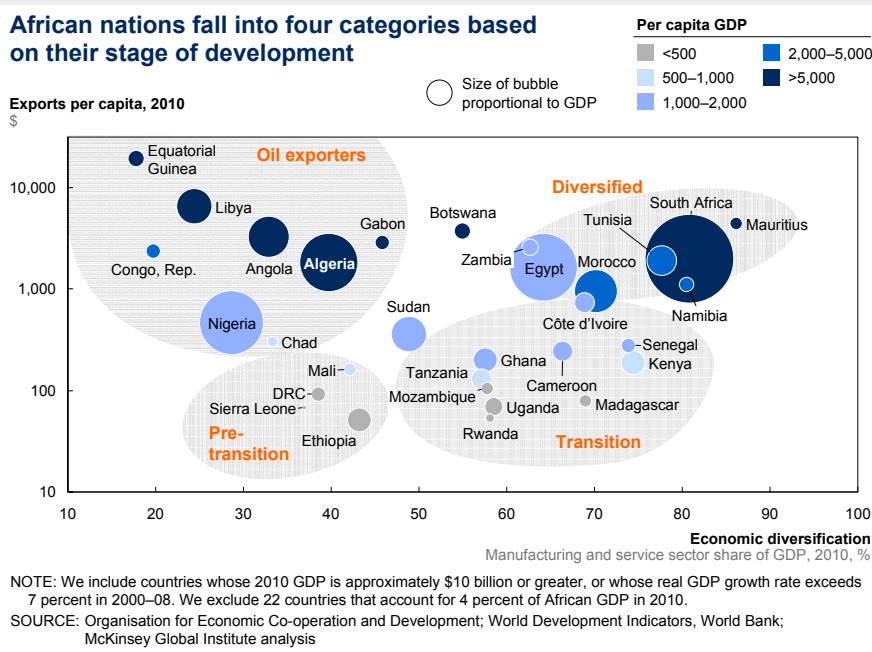 African nations fall into four categories based
on their stage of development
Per capita GDP
<500
500–1,000
1,000–2,000
2,000–5,000
>5,000
Size of bubble
proportional to GDP
Exports per capita, 2010
$
10,000
1,000
100
10
Equatorial
Guinea
Oil exporters
Libya
Congo, Rep.
Angola
Algeria
Gabon
Nigeria
Chad
Botswana
Sudan
Diversified
South Africa
Tunisia
Mauritius
Zambia
Egypt
Morocco
Namibia
Côte d’Ivoire
Mali
DRC
Sierra Leone
Ethiopia
Pre-
transition
Ghana
Tanzania
Mozambique
Uganda
Rwanda
Cameroon
Senegal
Kenya
Madagascar
Transition
10
20
30
40
50
60
70
80
90
100
Economic diversification
Manufacturing and service sector share of GDP, 2010, %
NOTE: We include countries whose 2010 GDP is approximately $10 billion or greater, or whose real GDP growth rate exceeds
7 percent in 2000–08. We exclude 22 countries that account for 4 percent of African GDP in 2010.
SOURCE: Organisation for Economic Co-operation and Development; World Development Indicators, World Bank;
McKinsey Global Institute analysis